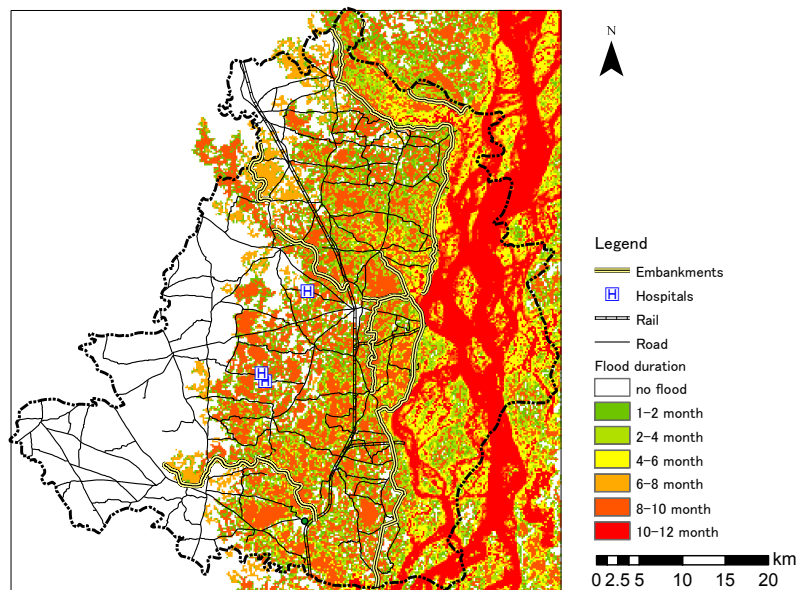 N
H
H
H
Legend
Embankments
H Hospitals
Rail
Road
Flood duration
no flood
1-2 month
2-4 month
4-6 month
6-8 month
8-10 month
10-12 month
km
0 2.5 5 10 15 20